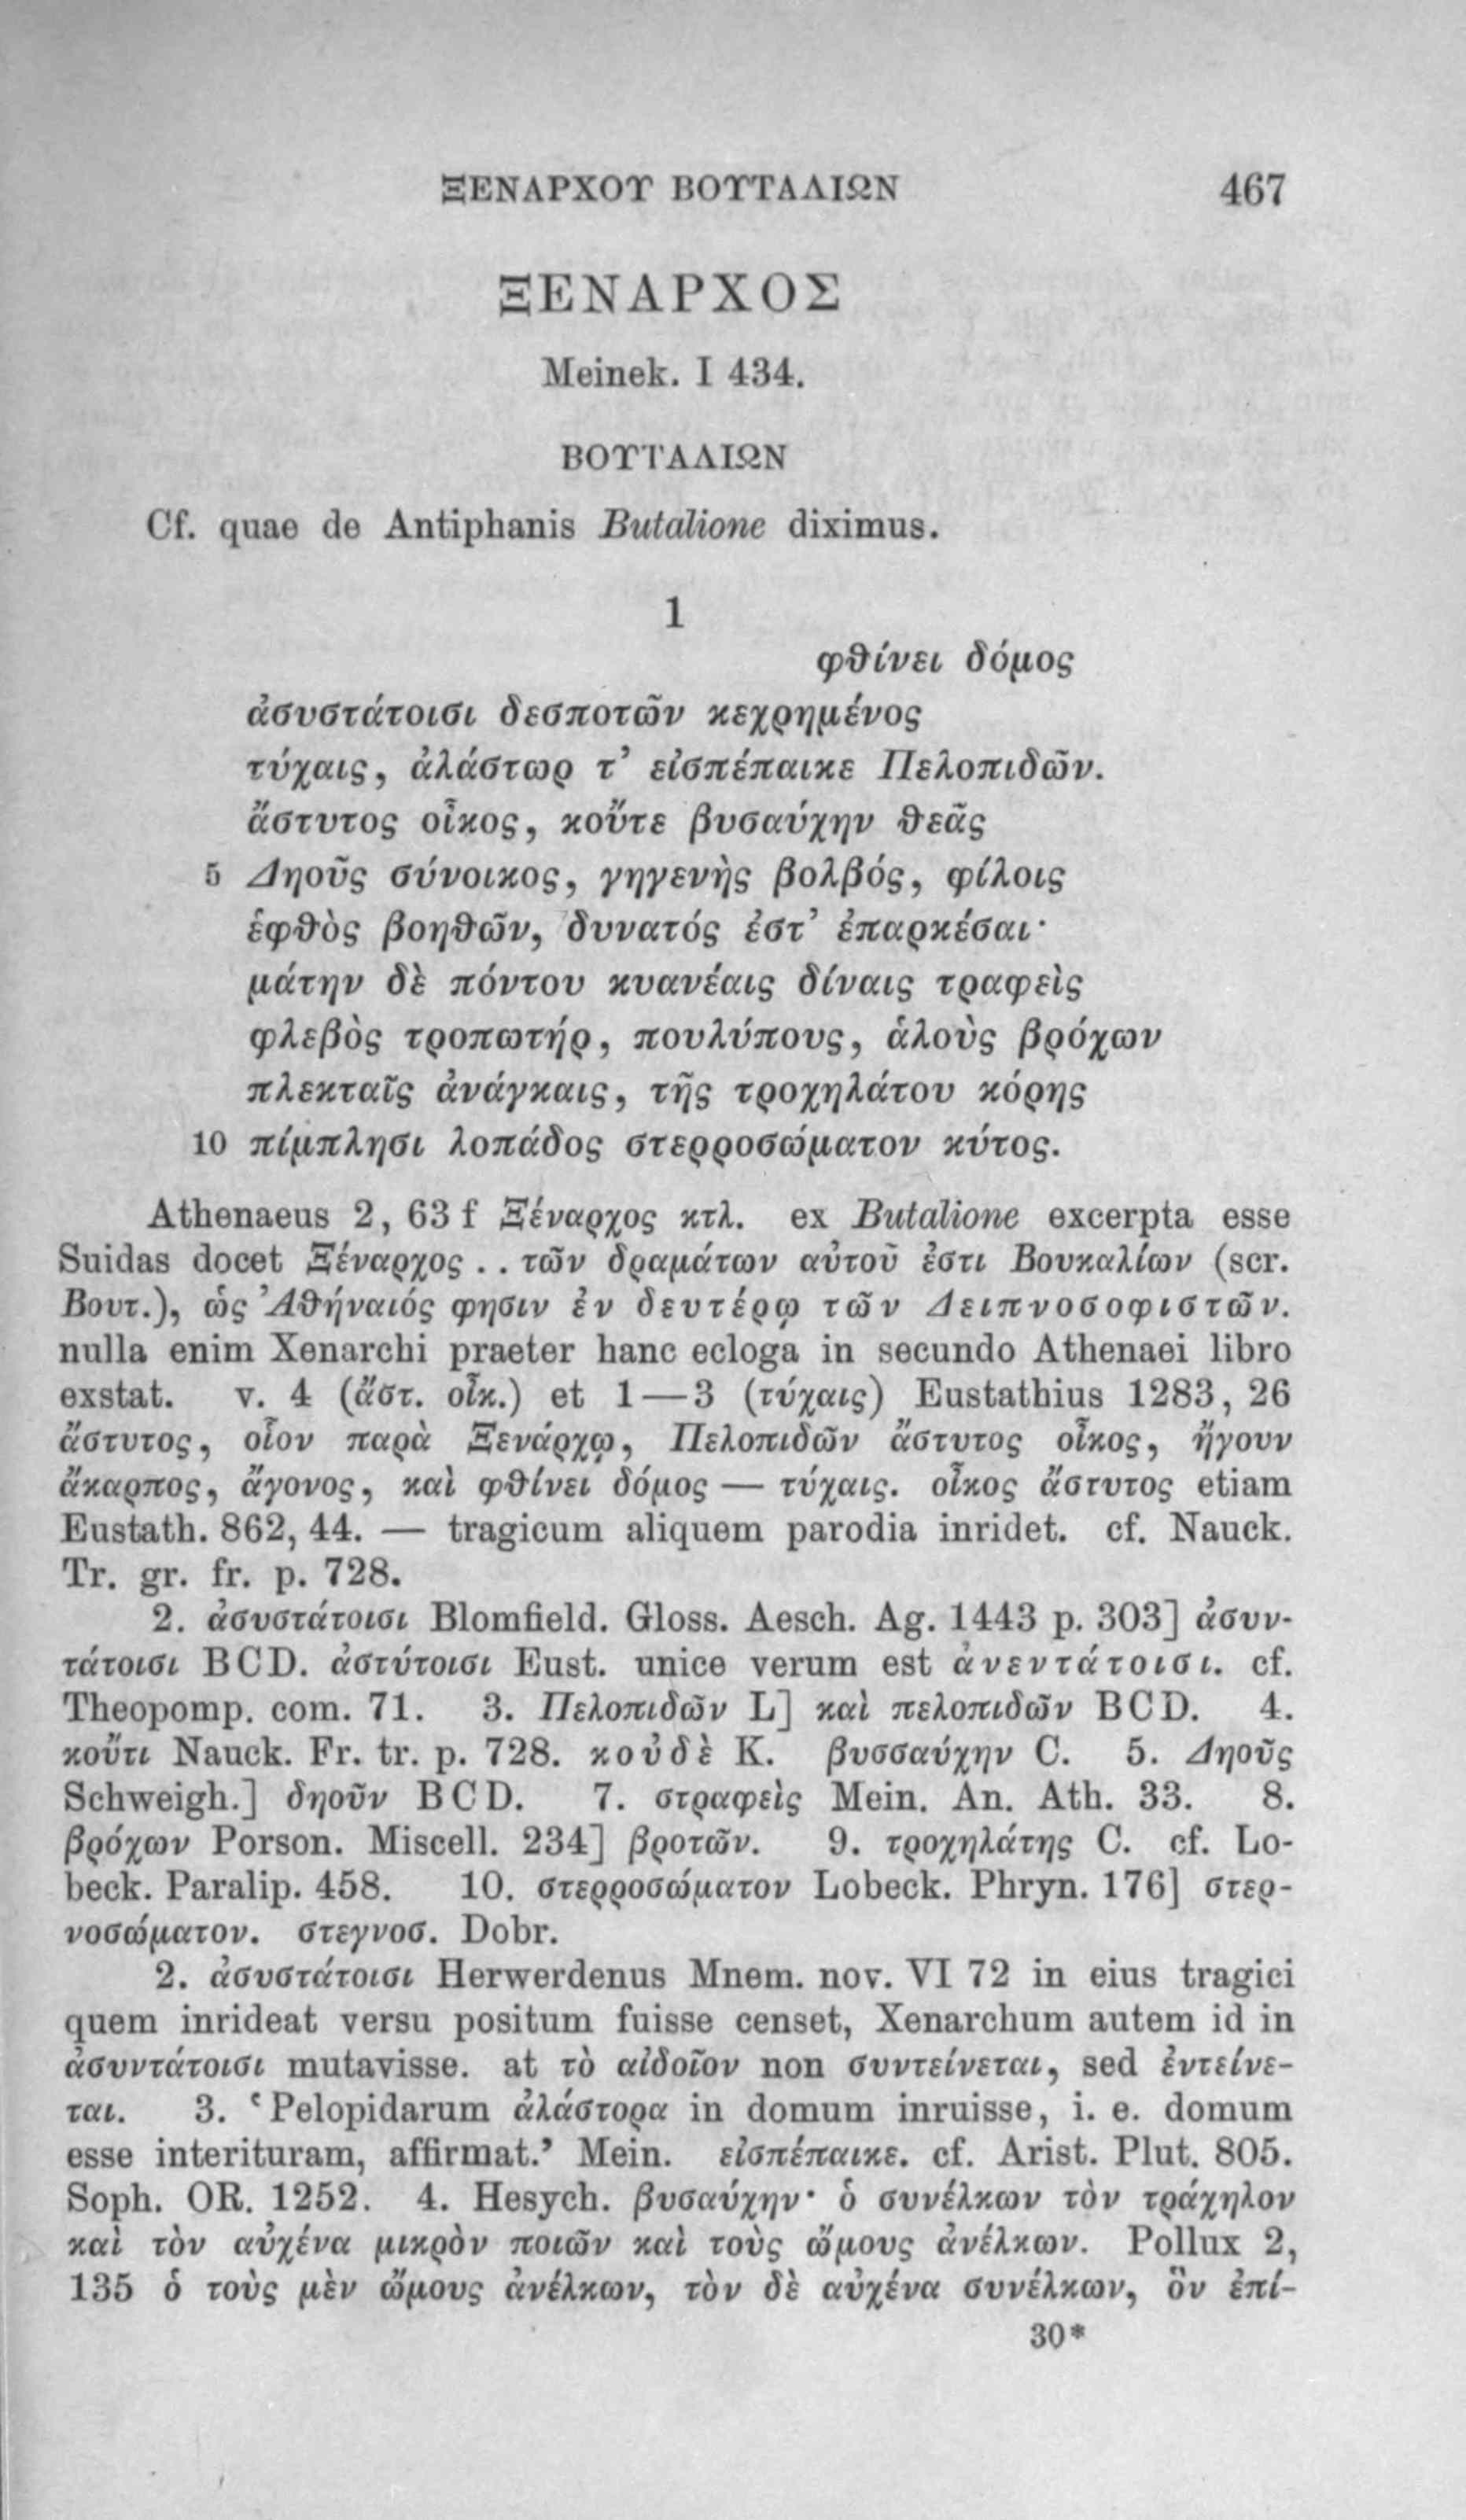 ΞΕΝΑΡΧΟΥ ΒΟΥΤΑΛΙΩΝ 467
ΞΕΝΑΡΧΟΣ
Meinek. I 434.
ΒΟΥΤΑΛΙΩΝ
Cf. quae de Antiphanis Butalione diximus.
1
φθίνει δόμος
ἀσυστάτοισι δεσποτῶν κεχρημένος
τύχαις, ἀλάστωρ τ’ εἰσπέπαικε Πελοπιδῶν.
ἄστυτος οἶκος, κοὔτε βυσαύχην θεᾶς
5 Δηοῦς σύνοικος, γηγενὴς βολβός, φίλοις
ἑφθὸς βοηθῶν, δυνατός ἐστ’ ἐπαρκέσαι·
μάτην δὲ πόντου κυανέαις δίναις τραφεὶς
φλεβὸς τροπωτήρ, πουλύπους, ἁλοὺς βρόχων
πλεκταῖς ἀνάγκαις, τῆς τροχηλάτου κόρης
10 πίμπλησι λοπάδος στερροσώματον κύτος.
Athenaeus 2, 63 f Ξέναρχος κτλ. ex Butalione excerpta esse
Suidas docet Ξέναρχος . . τῶν δραμάτων αὐτοῦ ἐστι Βουκαλίων (scr.
Βουτ.), ὡς Ἀθήναιός φησιν ἐν δευτέρῳ τῶν Δειπνοσοφιστῶν.
nulla enim Xenarchi praeter hanc ecloga in secundo Athenaei libro
exstat. v. 4 (ἄστ. οἶκ.) et 1—3 (τύχαις) Eustathius 1283, 26
ἄστυτος, οἷον παρὰ Ξενάρχῳ, Πελοπιδῶν ἄστυτος οἶκος, ἤγουν
ἄκαρπος, ἄγονος, καὶ φθίνει δόμος — τύχαις. οἶκος ἄστυτος etiam
Eustath. 862, 44. — tragicum aliquem parodia inridet. cf. Nauck.
Tr. gr. fr. p. 728.
2. ἀσυστάτοισι Blomfield. Gloss. Aesch. Ag. 1443 p. 303] ἀσυν-
τάτοισι BCD. ἀστύτοισι Eust. unice verum est ἀνεντάτοισι. cf.
Theopomp. com. 71. 3. Πελοπιδῶν L] καὶ πελοπιδῶν BCD. 4.
κοὔτι Nauck. Fr. tr. p. 728. κοὐδὲ K. βυσσαύχην C. 5. Δηοῦς
Schweigh.] δηοῦν BCD. 7. στραφεὶς Mein. An. Ath. 33. 8.
βρόχων Porson. Miscell. 234] βροτῶν. 9. τροχηλάτης C. cf. Lo-
beck. Paralip. 458. 10. στερροσώματον Lobeck. Phryn. 176] στερ-
νοσώματον. στεγνοσ. Dobr.
2. ἀσυστάτοισι Herwerdenus Mnem. nov. VI 72 in eius tragici
quem inrideat versu positum fuisse censet, Xenarchum autem id in
ἀσυντάτοισι mutavisse. at τὸ αἰδοῖον non συντείνεται, sed ἐντείνε-
ται. 3. ‘Pelopidarum ἀλάστορα in domum inruisse, i. e. domum
esse interituram, affirmat.’ Mein. εἰσπέπαικε. cf. Arist. Plut. 805.
Soph. OR. 1252. 4. Hesych. βυσαύχην· ὁ συνέλκων τὸν τράχηλον
καὶ τὸν αὐχένα μικρὸν ποιῶν καὶ τοὺς ὤμους ἀνέλκων. Pollux 2,
135 ὁ τοὺς μὲν ὤμους ἀνέλκων, τὸν δὲ αὐχένα συνέλκων, ὃν ἐπί-
30*